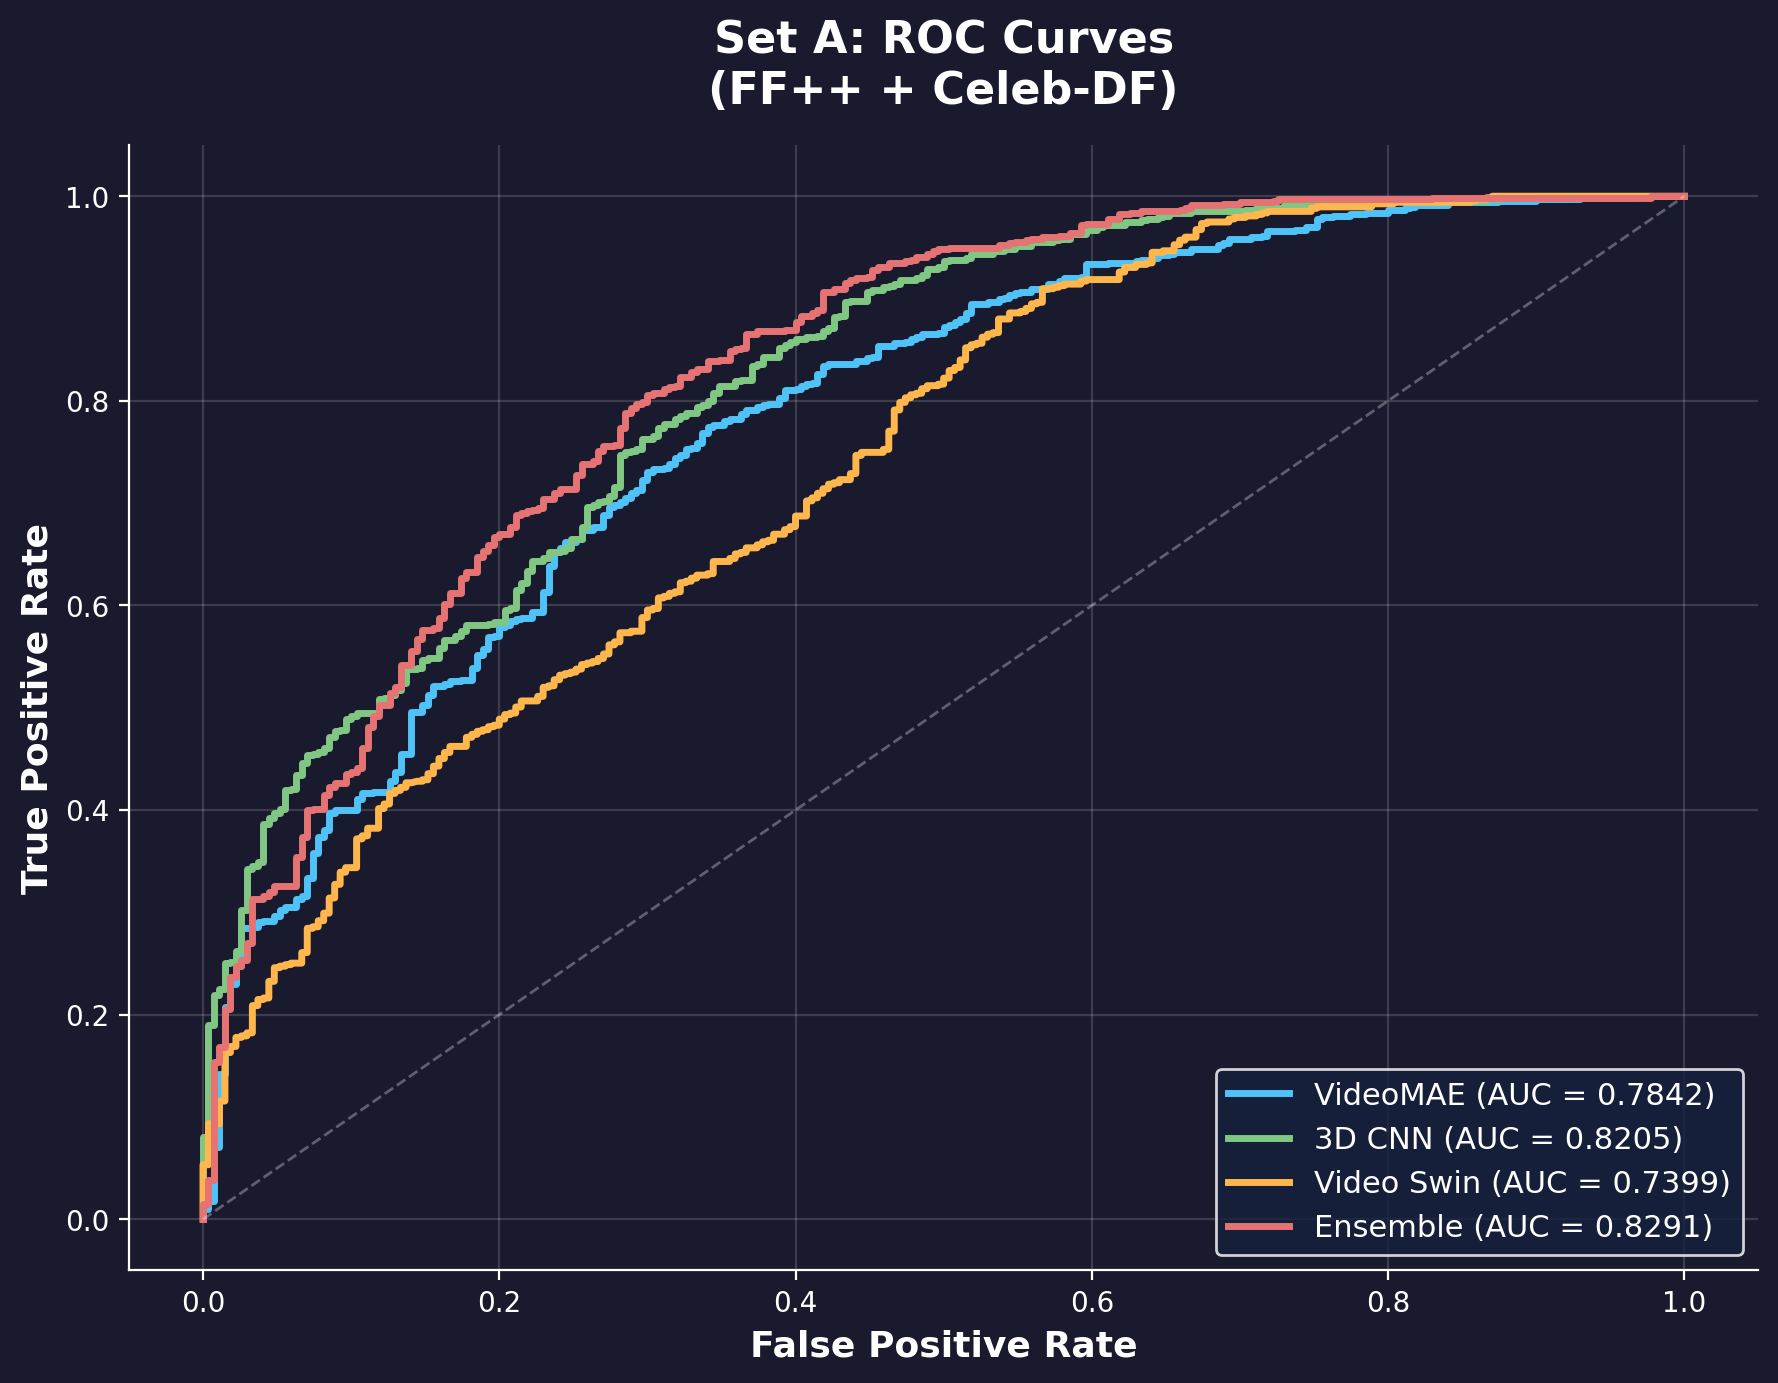 Set A: ROC Curves
(FF++ + Celeb-DF)
True Positive Rate
1.0
0.8
0.6
0.4
0.2
0.0
VideoMAE (AUC = 0.7842)
3D CNN (AUC = 0.8205)
Video Swin (AUC = 0.7399)
Ensemble (AUC = 0.8291)
0.0 0.2 0.4 0.6 0.8 1.0
False Positive Rate